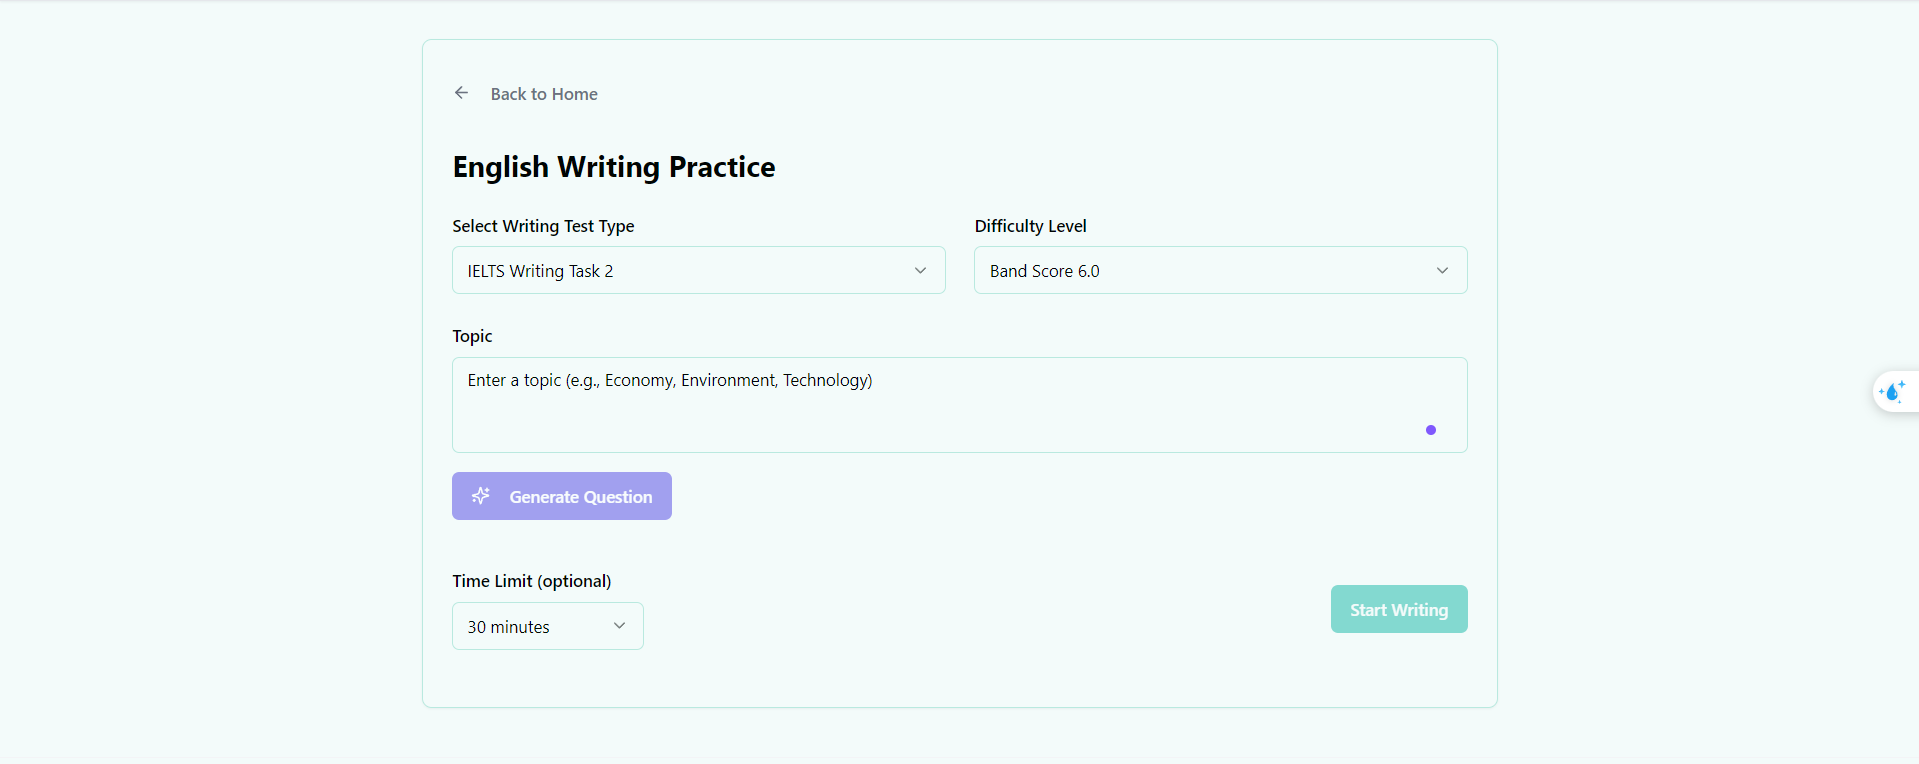 Back to Home
English Writing Practice
Select Writing Test Type
Difficulty Level
IELTS Writing Task 2
Band Score 6.0
Topic
Enter a topic (e.g., Economy, Environment, Technology)
Generate Question
Time Limit (optional)
30 minutes
Start Writing